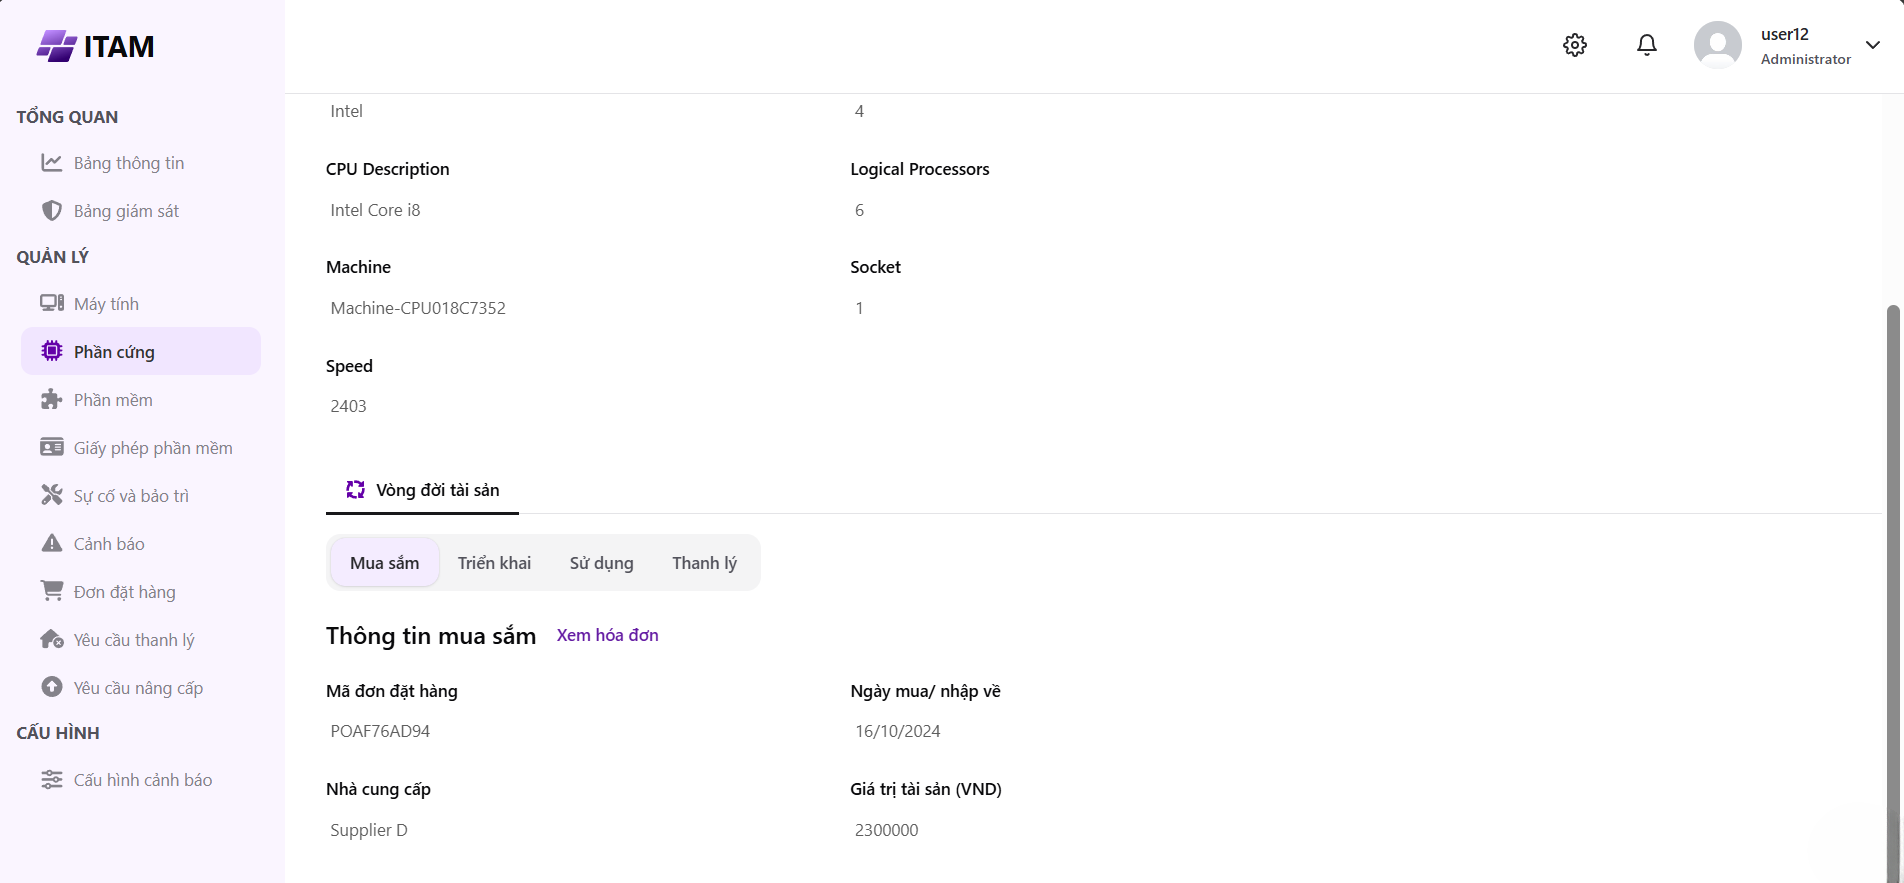 ITAM
user12
Administrator
TỔNG QUAN
Bảng thông tin
Bảng giám sát
QUẢN LÝ
Máy tính
Phần cứng
Phần mềm
Giấy phép phần mềm
Sự cố và bảo trì
Cảnh báo
Đơn đặt hàng
Yêu cầu thanh lý
Yêu cầu nâng cấp
CẤU HÌNH
Cấu hình cảnh báo
Intel
4
CPU Description
Logical Processors
Intel Core i8
6
Machine
Socket
Machine-CPU018C7352
1
Speed
2403
Vòng đời tài sản
Mua sắm Triển khai Sử dụng Thanh lý
Thông tin mua sắm Xem hóa đơn
Mã đơn đặt hàng
Ngày mua/ nhập về
POAF76AD94
16/10/2024
Nhà cung cấp
Giá trị tài sản (VND)
Supplier D
2300000